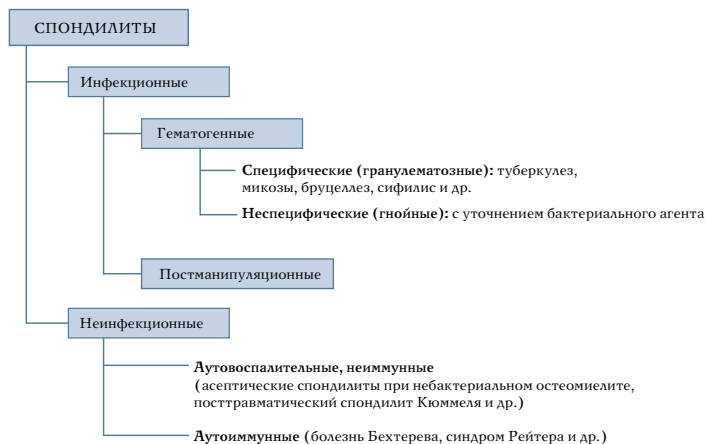 СПОНДИЛИТЫ
Инфекционные
Гематогенные
Специфические (гранулематозные): туберкулез,
микозы, бруцеллез, сифилис и др.
Неспецифические (гнойные): с уточнением бактериального агента
Постманипуляционные
Неинфекционные
Аутовоспалительные, неиммунные
(асептические спондилиты при небактериальном остеомиелите,
посттравматический спондилит Кюммеля и др.)
Аутоиммунные (болезнь Бехтерева, синдром Рейтера и др.)